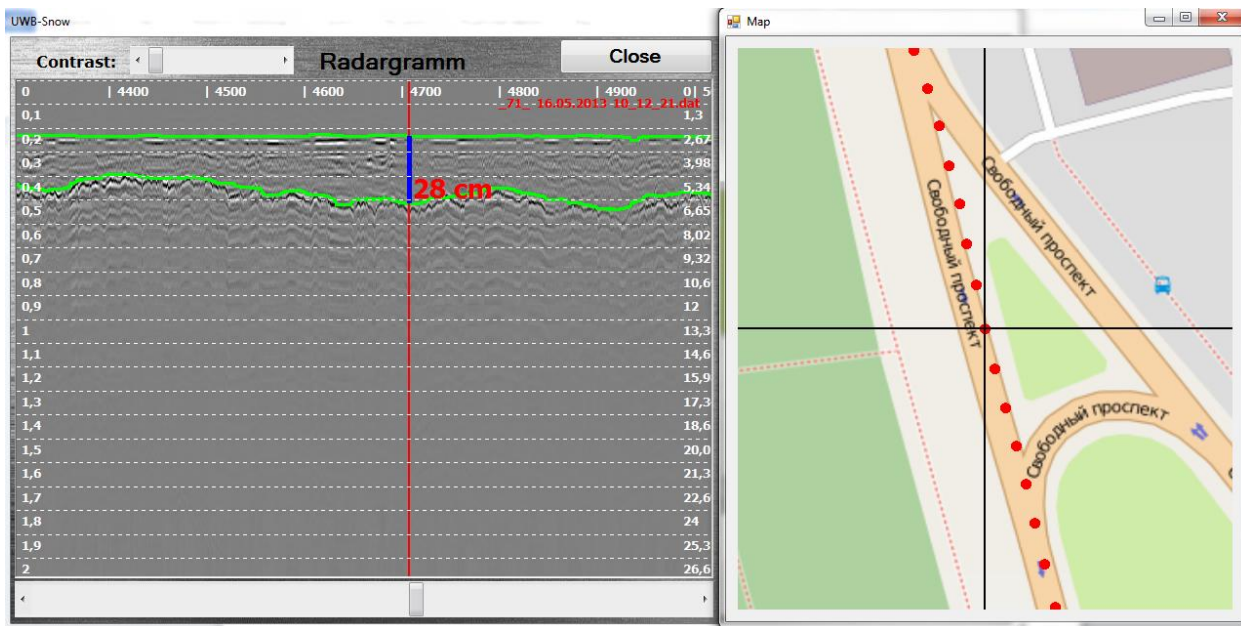 UWB-Snow
Contrast:
Radargramm
Close
0 |4400 |4500 |4600 |4700 |4800 |4900 0|5
_71_ 16.05.2013 10_12_21.dat
0,1 1,3
0,2 2,67
0,3 3,98
0,4 5,34
28 cm
0,5 6,65
0,6 8,02
0,7 9,32
0,8 10,6
0,9 12
1 13,3
1,1 14,6
1,2 15,9
1,3 17,3
1,4 18,6
1,5 20,0
1,6 21,3
1,7 22,6
1,8 24
1,9 25,3
2 26,6
Map
Свободный проспект
Свободный проспект
Свободный проспект